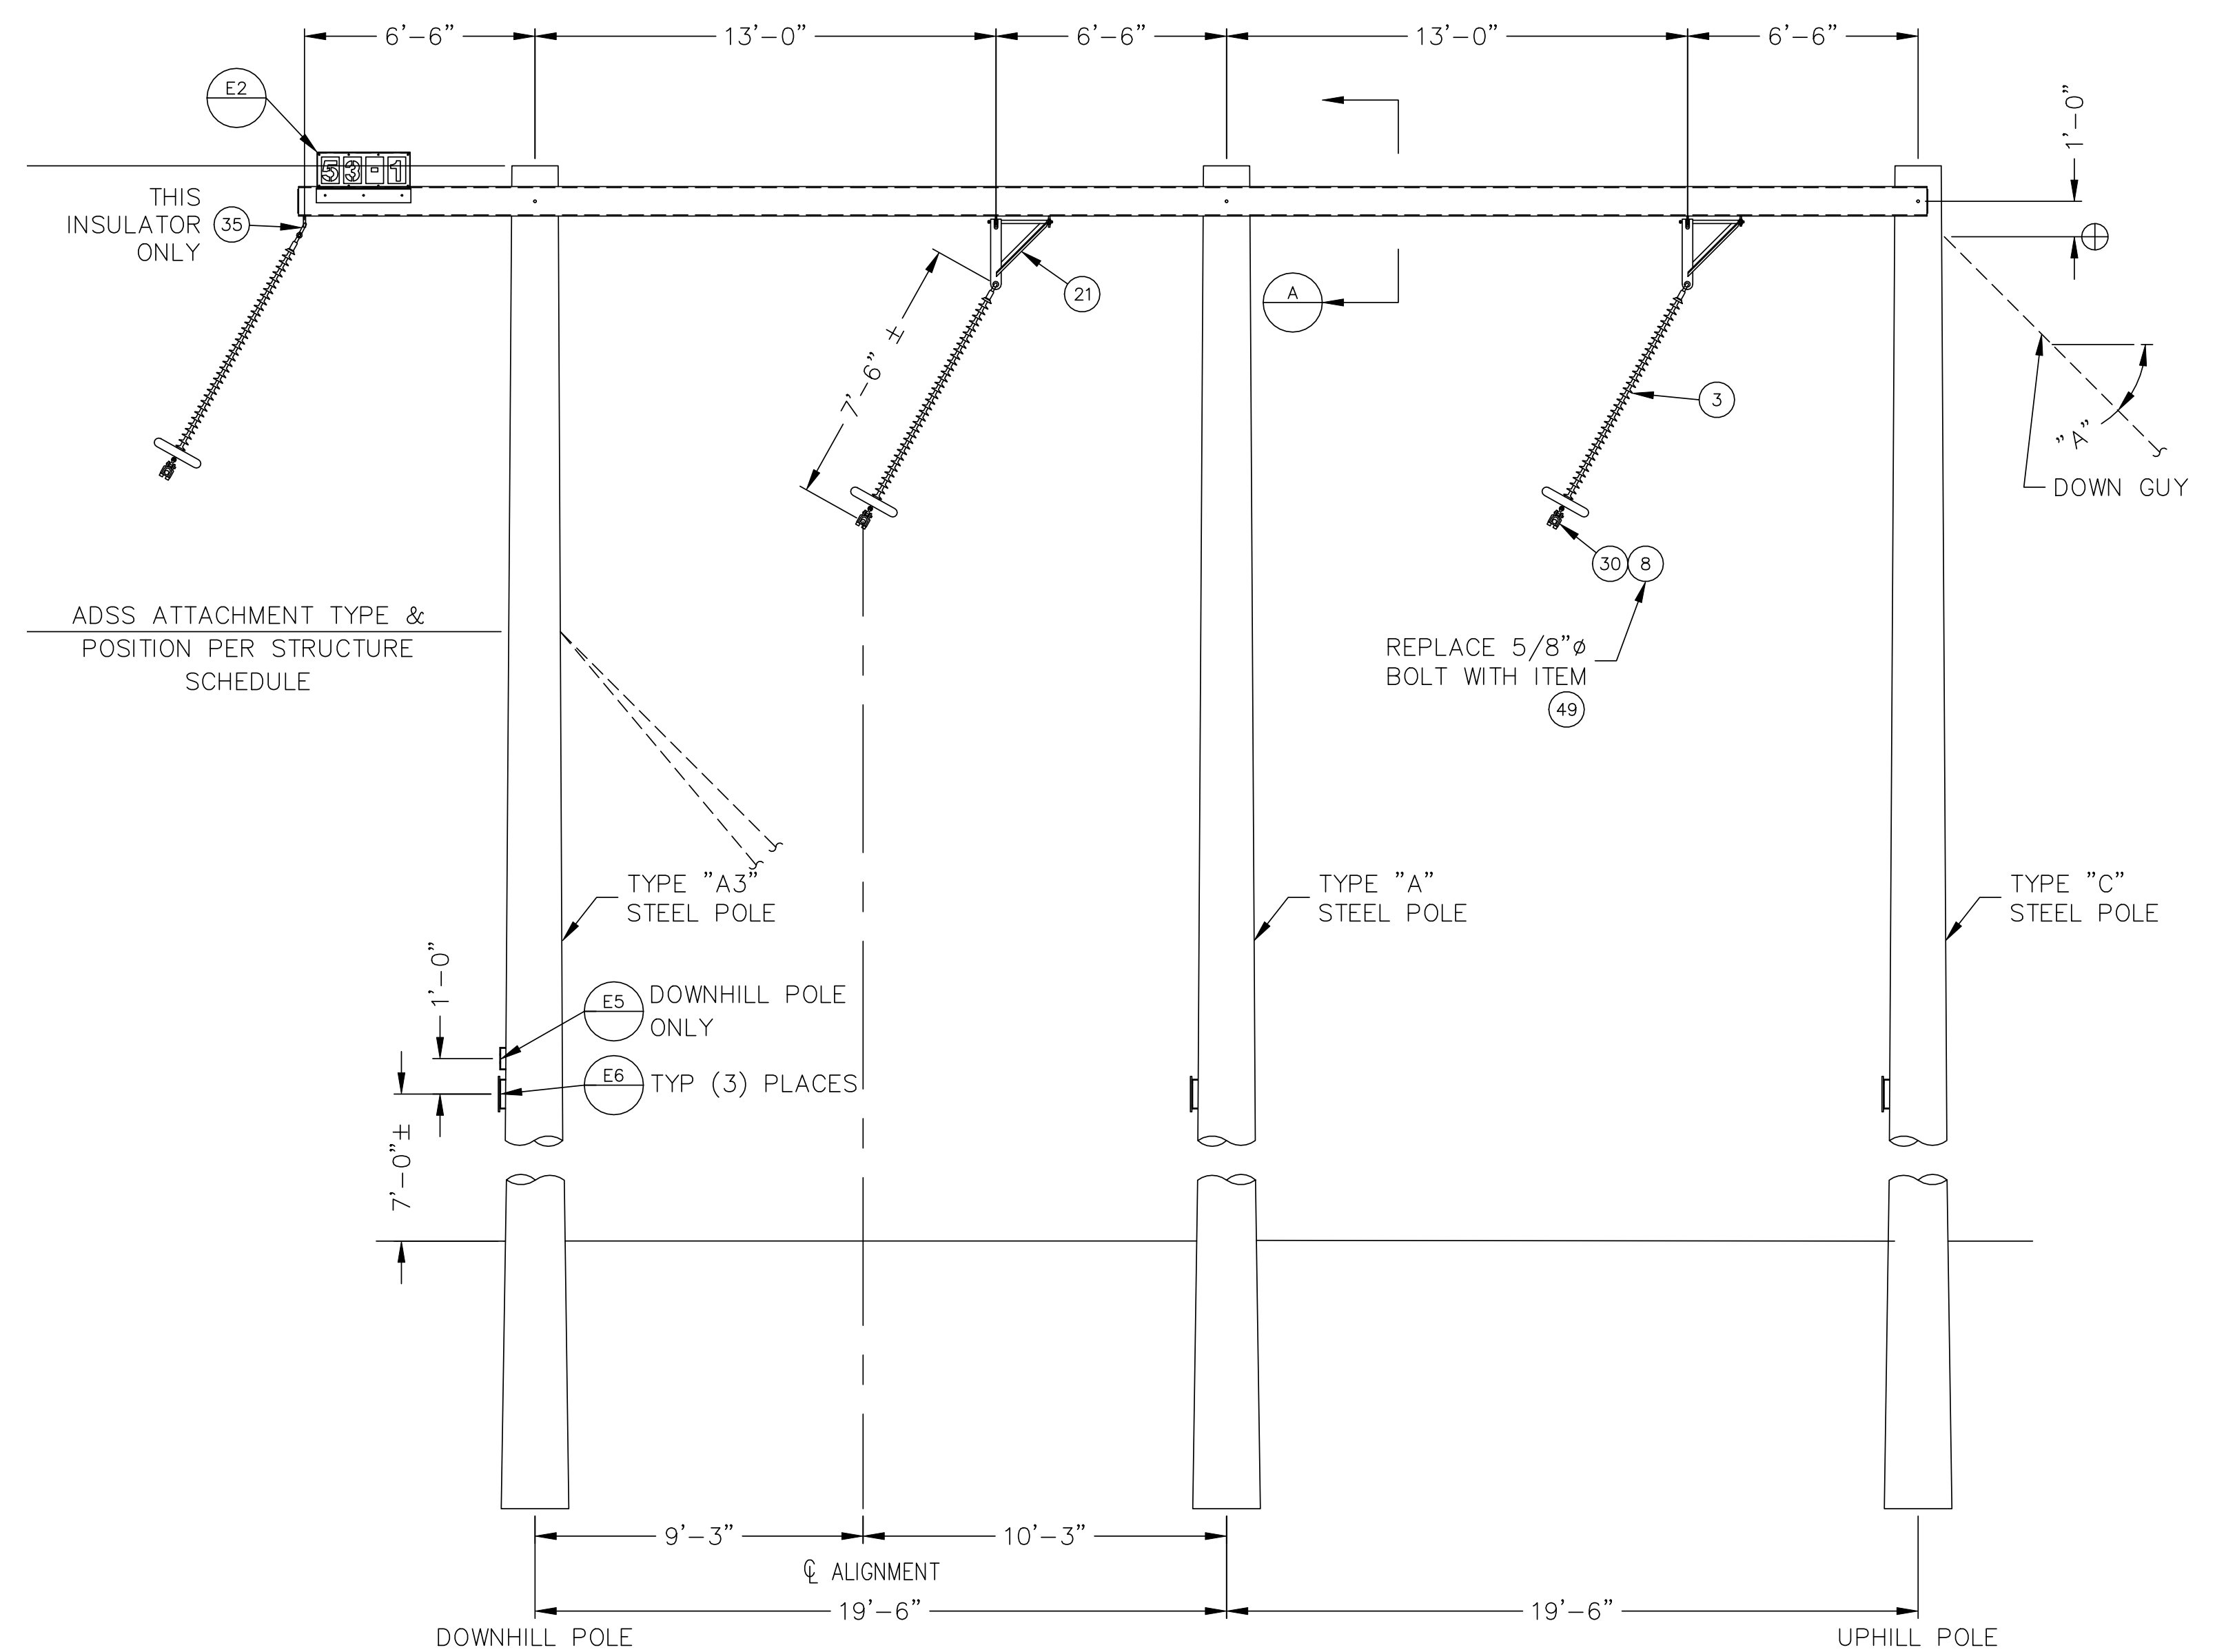 6'-6"
13'-0"
6'-6"
13'-0"
6'-6"
E2
1'-0"
53-1
THIS
INSULATOR
ONLY
35
21
A
7'-6" ±
3
"A"
DOWN GUY
30
8
ADSS ATTACHMENT TYPE &
POSITION PER STRUCTURE
SCHEDULE
REPLACE 5/8"ø
BOLT WITH ITEM
49
TYPE "A3"
STEEL POLE
TYPE "A"
STEEL POLE
TYPE "C"
STEEL POLE
1'-0"
E5
DOWNHILL POLE
ONLY
E6
TYP (3) PLACES
7'-0"±
9'-3"
10'-3"
℄ ALIGNMENT
19'-6"
19'-6"
DOWNHILL POLE
UPHILL POLE